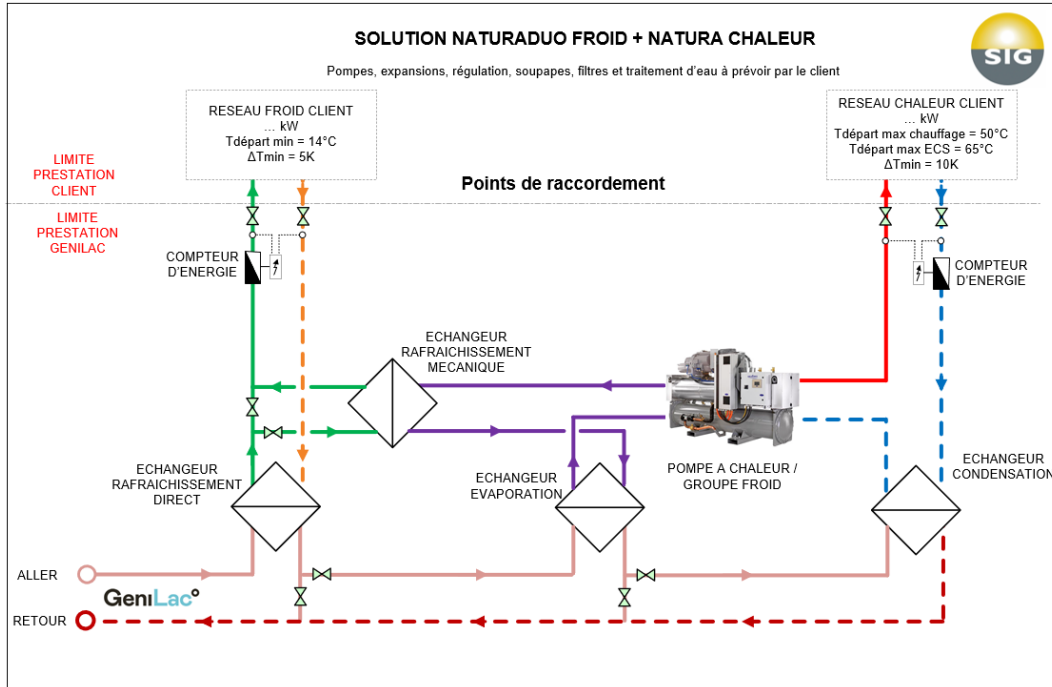 SOLUTION NATURADUO FROID + NATURA CHALEUR
SIG
Pompes, expansions, régulation, soupapes, filtres et traitement d'eau à prévoir par le client
RESEAU FROID CLIENT
... kW
Tdépart min = 14°C
ΔTmin = 5K
RESEAU CHALEUR CLIENT
... kW
Tdépart max chauffage = 50°C
Tdépart max ECS = 65°C
ΔTmin = 10K
LIMITE
PRESTATION
CLIENT
Points de raccordement
LIMITE
PRESTATION
GENILAC
COMPTEUR
D'ENERGIE
COMPTEUR
D'ENERGIE
ECHANGEUR
RAFRAICHISSEMENT
MECANIQUE
ECHANGEUR
RAFRAICHISSEMENT
DIRECT
ECHANGEUR
EVAPORATION
POMPE A CHALEUR /
GROUPE FROID
ECHANGEUR
CONDENSATION
ALLER
GeniLac°
RETOUR